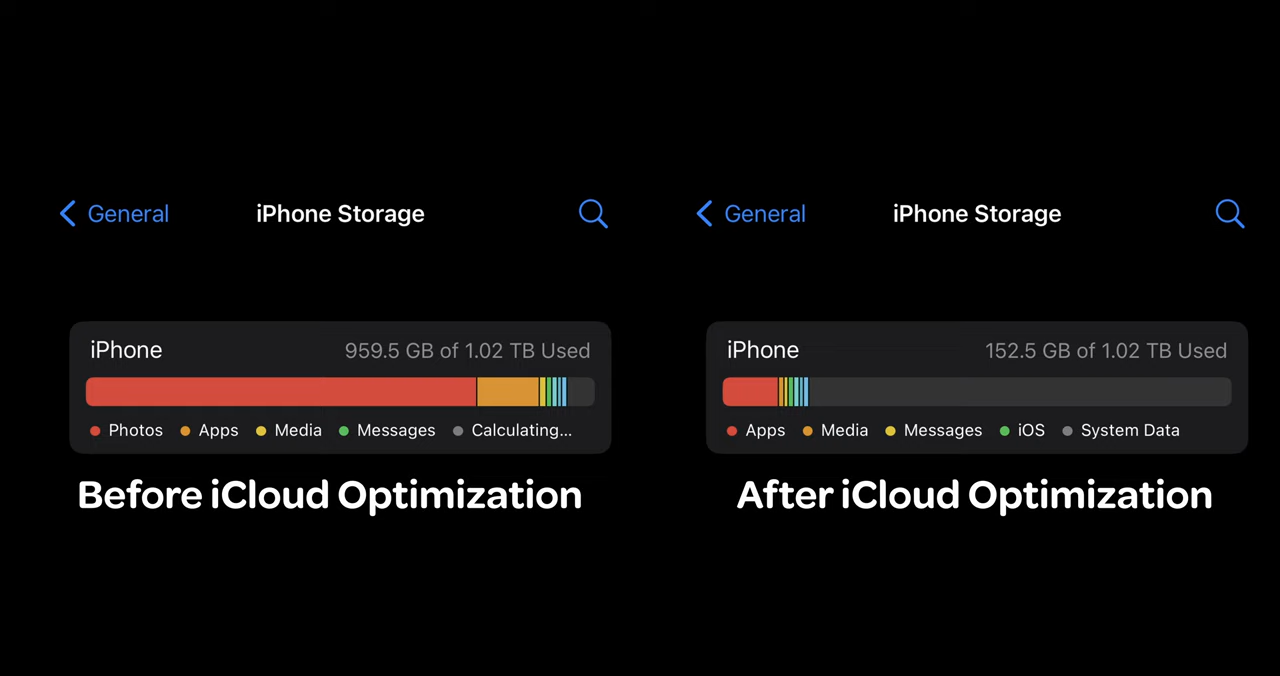 General
iPhone Storage
iPhone
959.5 GB of 1.02 TB Used
Photos
Apps
Media
Messages
Calculating...
Before iCloud Optimization
General
iPhone Storage
iPhone
152.5 GB of 1.02 TB Used
Apps
Media
Messages
iOS
System Data
After iCloud Optimization